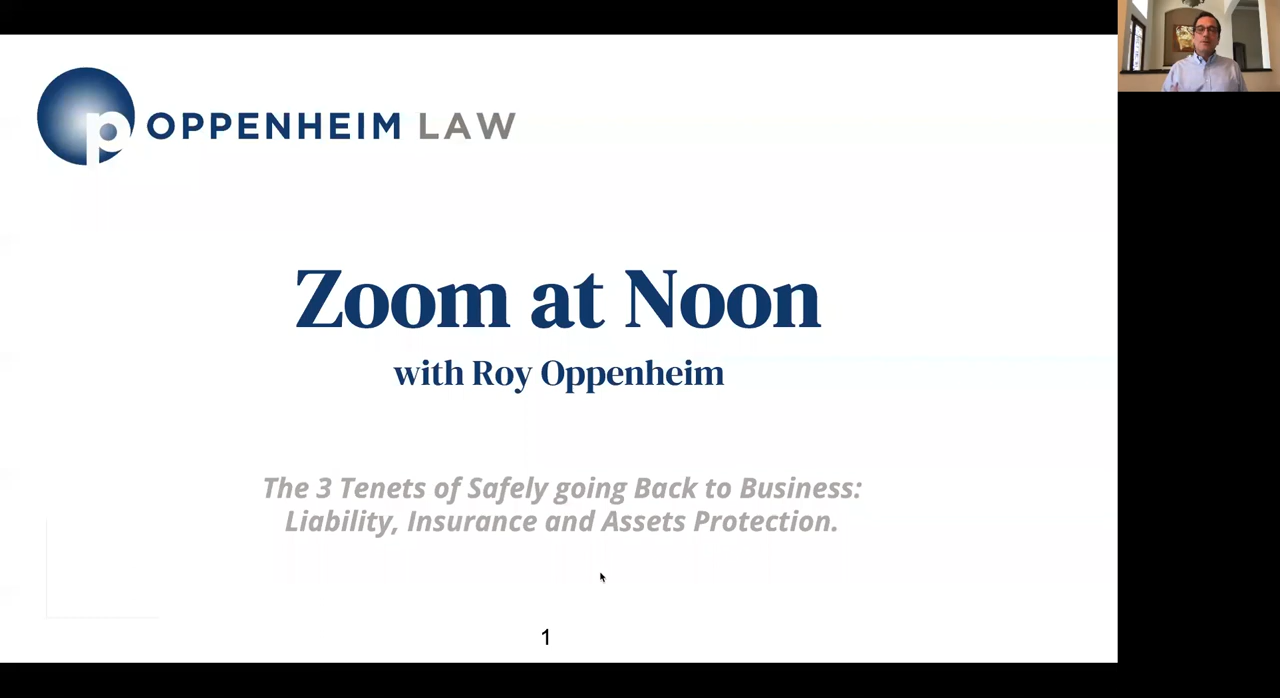 p OPPENHEIM LAW
Zoom at Noon
with Roy Oppenheim
The 3 Tenets of Safely going Back to Business:
Liability, Insurance and Assets Protection.
1